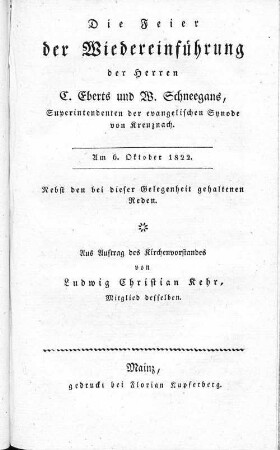 Die Feier
der Wiedereinführung
der Herren
C. Eberts und W. Schneegans,
Superintendenten der evangelischen Synode
von Kreuznach.
Am 6. Oktober 1822.
Nebst den bei dieser Gelegenheit gehaltenen
Reden.
Aus Auftrag des Kirchenvorstandes
von
Ludwig Christian Kehr,
Mitglied desselben.
Mainz,
gedruckt bei Florian Kupferberg.